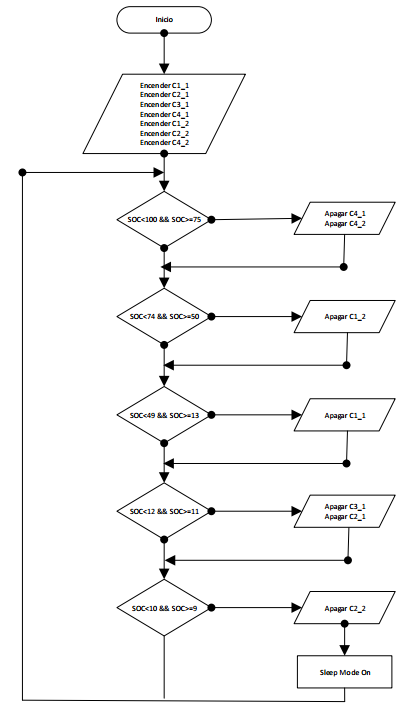 Inicio
Encender C1_1
Encender C2_1
Encender C3_1
Encender C4_1
Encender C1_2
Encender C2_2
Encender C4_2
SOC<100 && SOC>=75
Apagar C4_1
Apagar C4_2
SOC<74 && SOC>=50
Apagar C1_2
SOC<49 && SOC>=13
Apagar C1_1
SOC<12 && SOC>=11
Apagar C3_1
Apagar C2_1
SOC<10 && SOC>=9
Apagar C2_2
Sleep Mode On